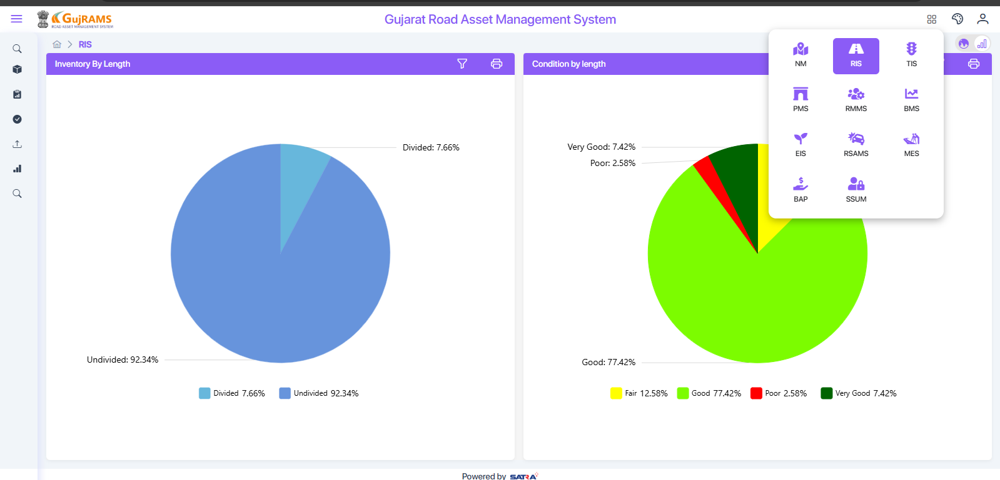 GujRAMS
ROAD ASSET MANAGEMENT SYSTEM
Gujarat Road Asset Management System
RIS
Inventory By Length
Divided: 7.66%
Undivided: 92.34%
Divided 7.66%
Undivided 92.34%
Condition by length
Very Good: 7.42%
Poor: 2.58%
Good: 77.42%
Fair 12.58%
Good 77.42%
Poor 2.58%
Very Good 7.42%
NM
RIS
TIS
PMS
RMMS
BMS
EIS
RSAMS
MES
BAP
SSUM
Powered by SATRA